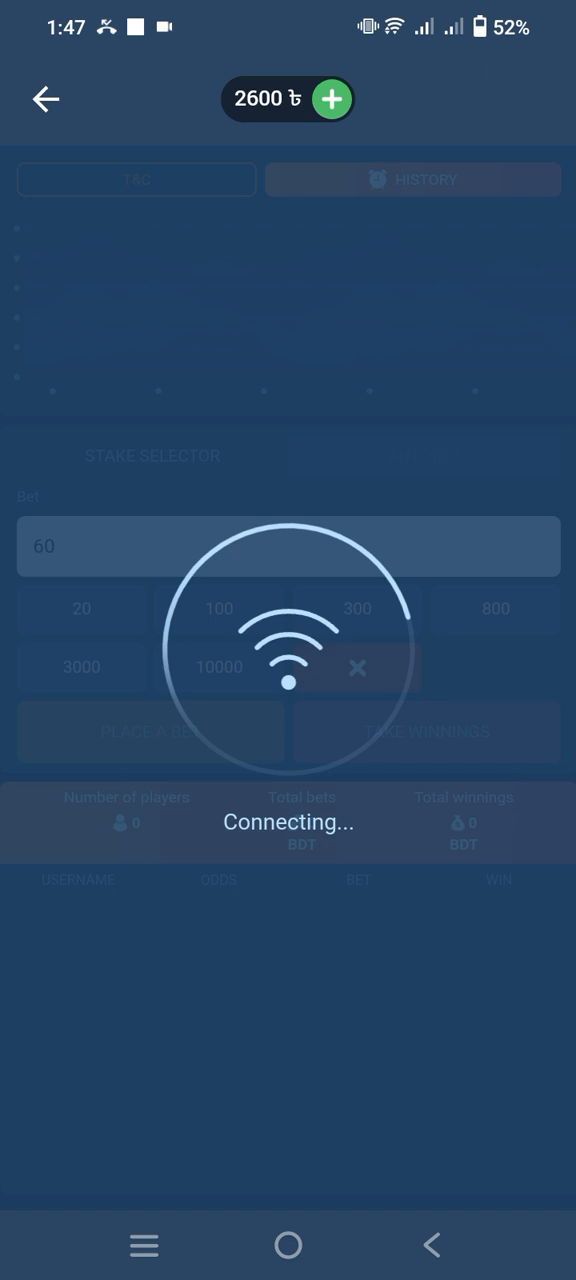 1:47 52%
2600 ৳
T&C HISTORY
STAKE SELECTOR
Bet
60
20 100 300 800
3000 10000
PLACE A BET TAKE WINNINGS
Number of players Total bets Total winnings
0 0
Connecting...
BDT BDT
USERNAME ODDS BET WIN